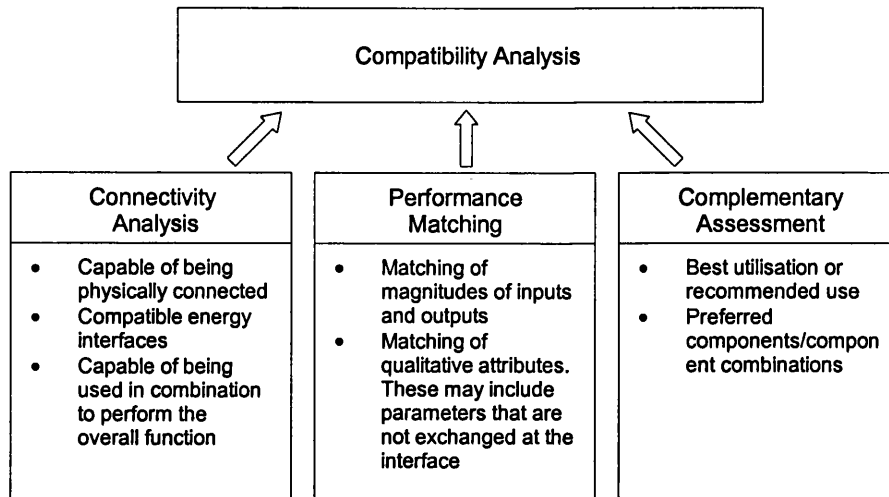 Compatibility Analysis
Connectivity
Analysis
• Capable of being
physically connected
• Compatible energy
interfaces
• Capable of being
used in combination
to perform the
overall function
Performance
Matching
• Matching of
magnitudes of inputs
and outputs
• Matching of
qualitative attributes.
These may include
parameters that are
not exchanged at the
interface
Complementary
Assessment
• Best utilisation or
recommended use
• Preferred
components/compon
ent combinations